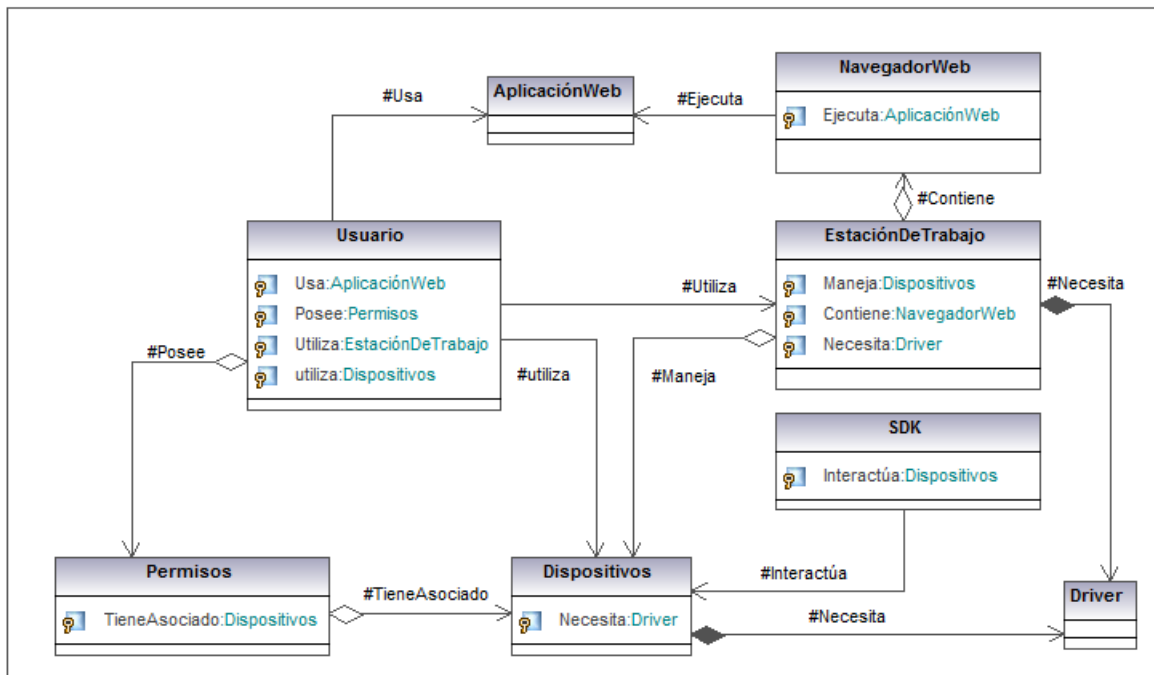 NavegadorWeb
AplicaciónWeb
#Usa
#Ejecuta
Ejecuta:AplicaciónWeb
#Contiene
Usuario
EstaciónDeTrabajo
Usa:AplicaciónWeb
Posee:Permisos
Utiliza:EstaciónDeTrabajo
utiliza:Dispositivos
#Utiliza
Maneja:Dispositivos
Contiene:NavegadorWeb
Necesita:Driver
#Necesita
#Posee
#utiliza
#Maneja
SDK
Interactúa:Dispositivos
#Interactúa
Permisos
TieneAsociado:Dispositivos
#TieneAsociado
Dispositivos
Necesita:Driver
#Necesita
Driver